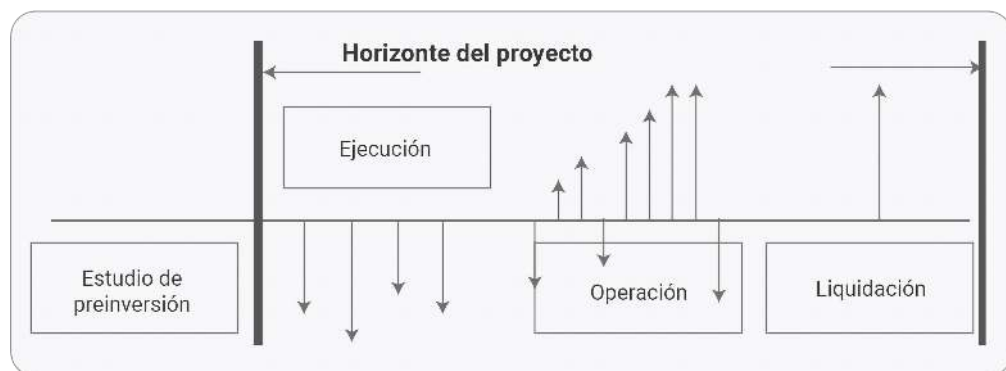 Horizonte del proyecto
Ejecución
Estudio de
preinversión
Operación
Liquidación